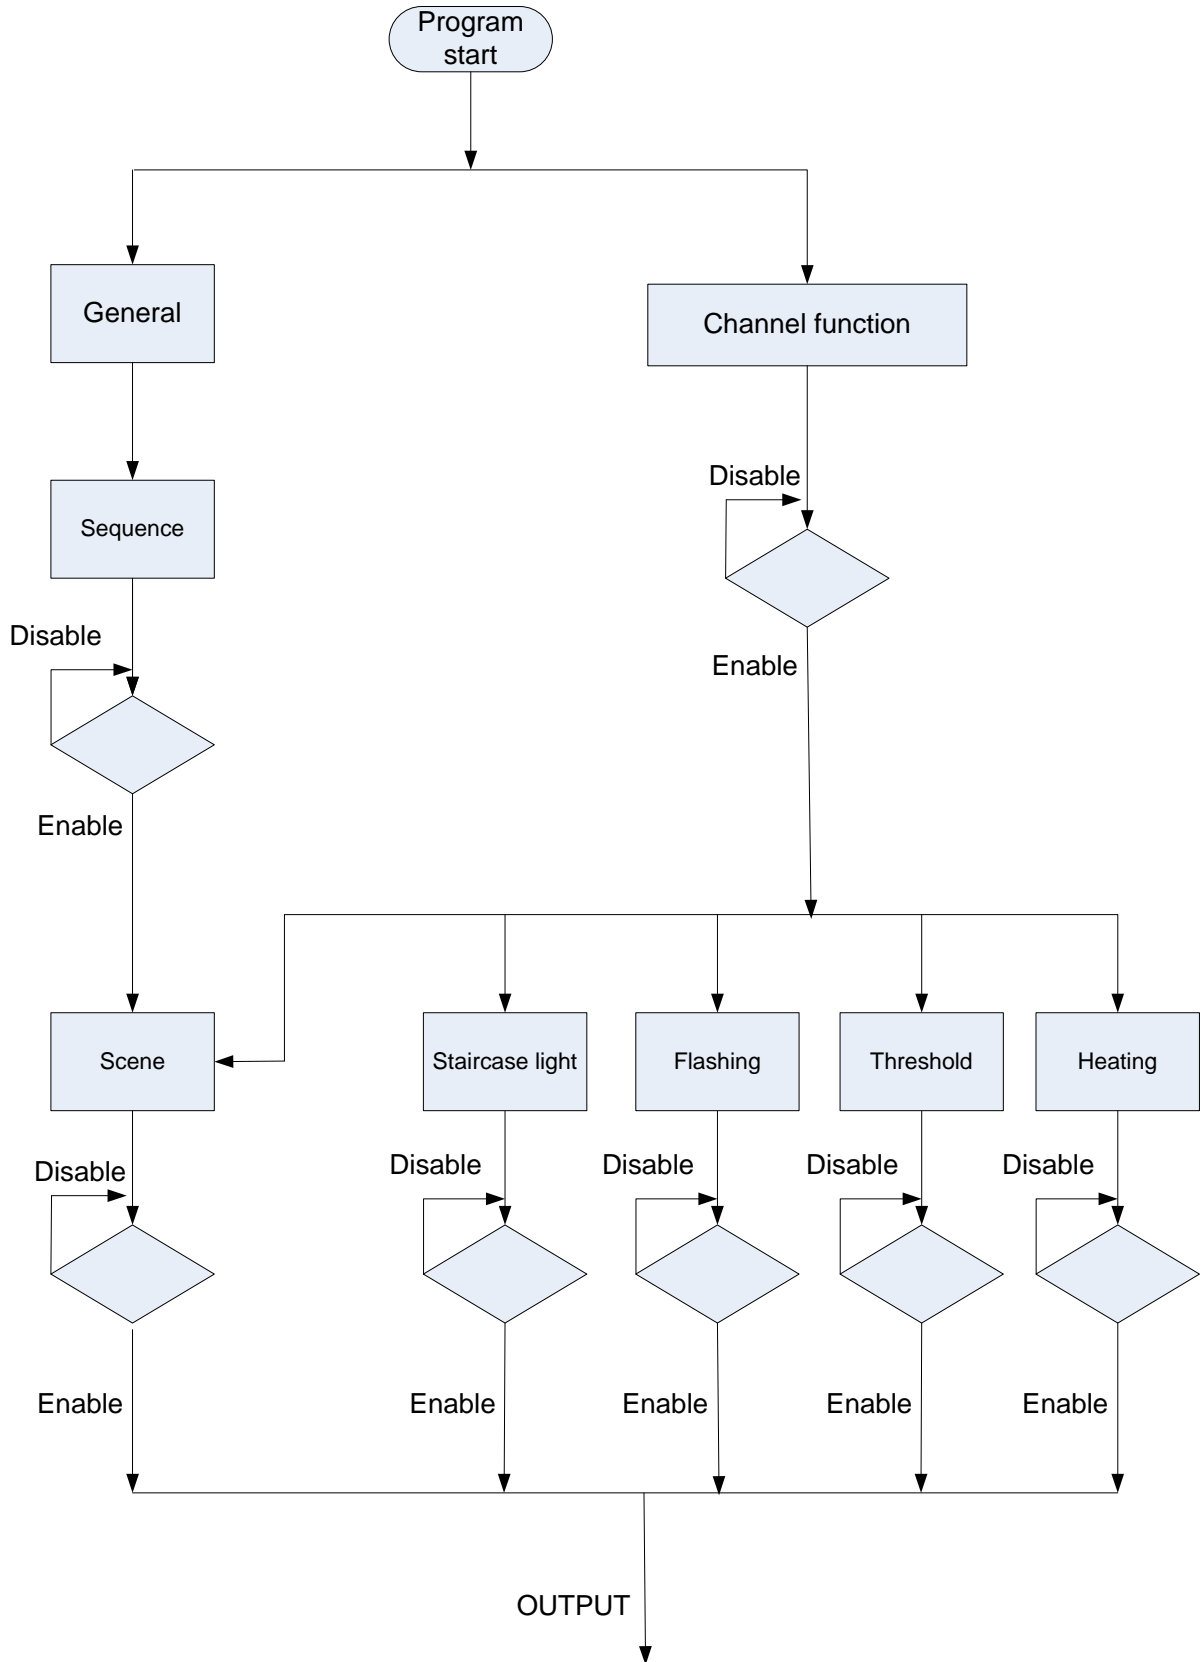 Program
start
General
Channel function
Disable
Sequence
Disable
Enable
Enable
Scene
Staircase light
Flashing
Threshold
Heating
Disable
Disable
Disable
Disable
Disable
Enable
Enable
Enable
Enable
Enable
OUTPUT